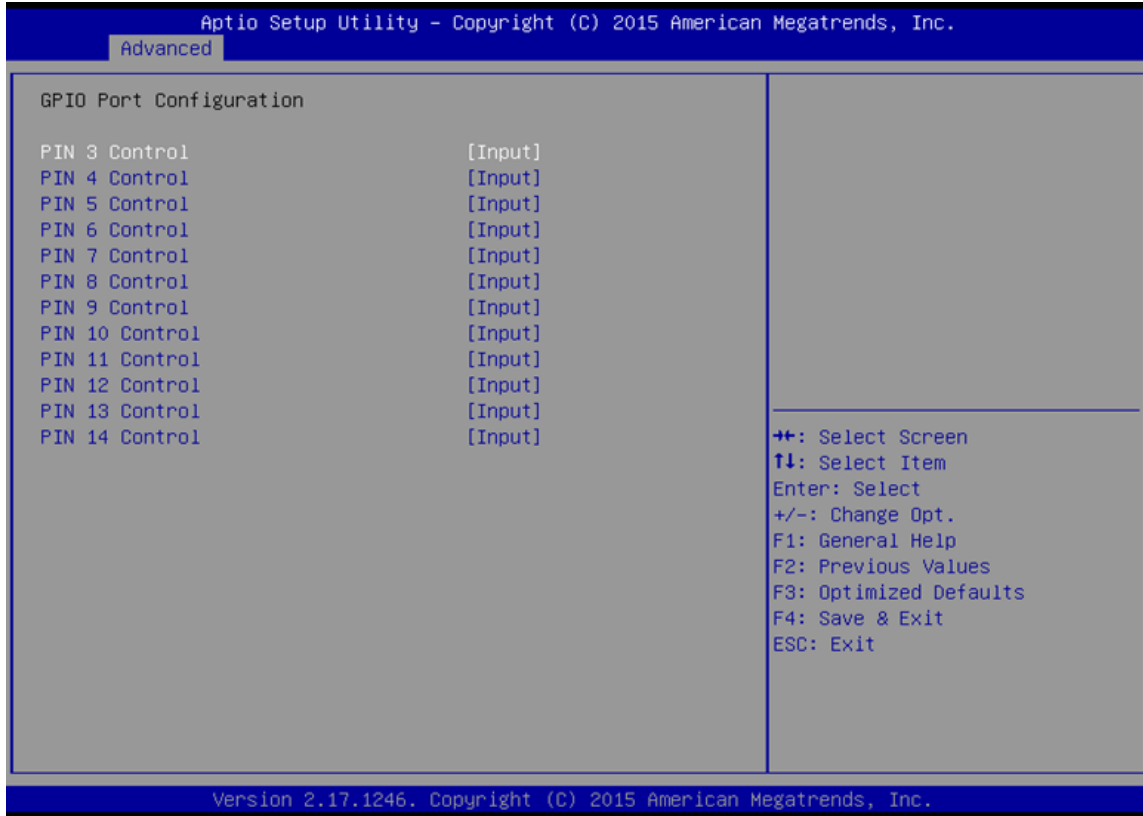 Aptio Setup Utility – Copyright (C) 2015 American Megatrends, Inc.
Advanced
GPIO Port Configuration
PIN 3 Control [Input]
PIN 4 Control [Input]
PIN 5 Control [Input]
PIN 6 Control [Input]
PIN 7 Control [Input]
PIN 8 Control [Input]
PIN 9 Control [Input]
PIN 10 Control [Input]
PIN 11 Control [Input]
PIN 12 Control [Input]
PIN 13 Control [Input]
PIN 14 Control [Input]
→←: Select Screen
↑↓: Select Item
Enter: Select
+/-: Change Opt.
F1: General Help
F2: Previous Values
F3: Optimized Defaults
F4: Save & Exit
ESC: Exit
Version 2.17.1246. Copyright (C) 2015 American Megatrends, Inc.